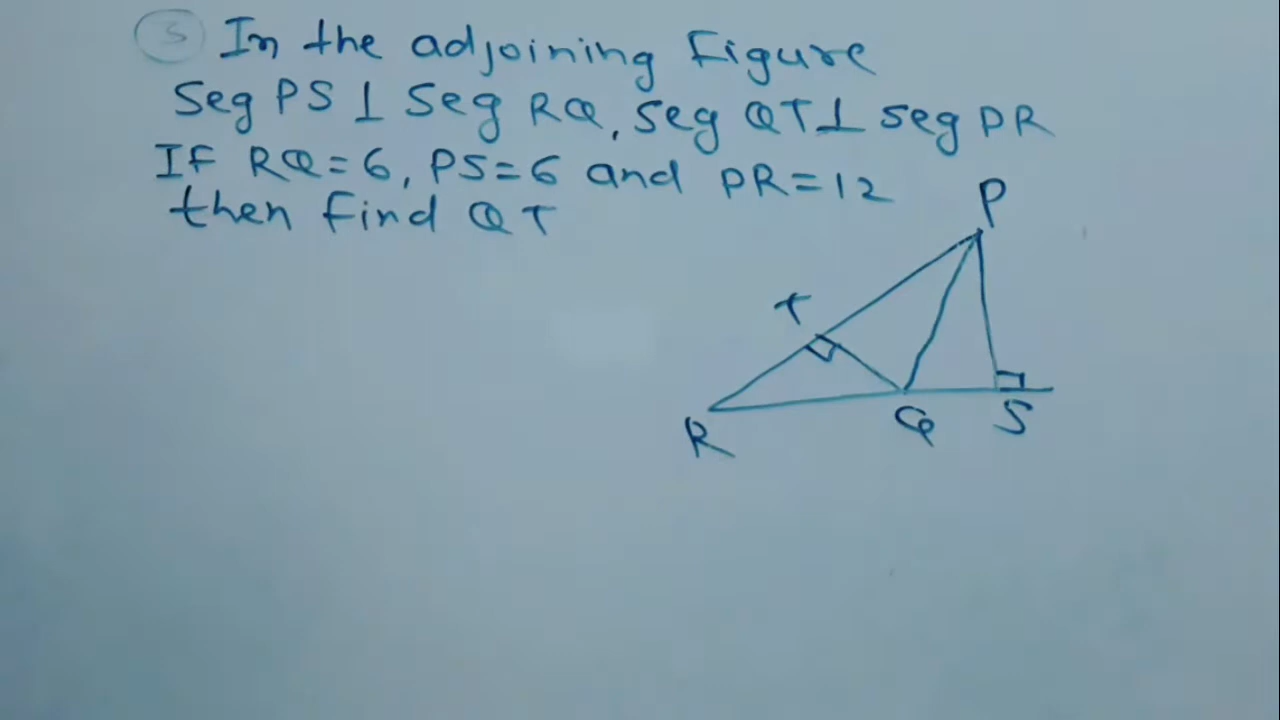 5 In the adjoining Figure
Seg PS ⊥ Seg RQ, seg QT ⊥ seg PR
If RQ=6, PS=6 and PR=12
then find QT
P
T
R
Q
S